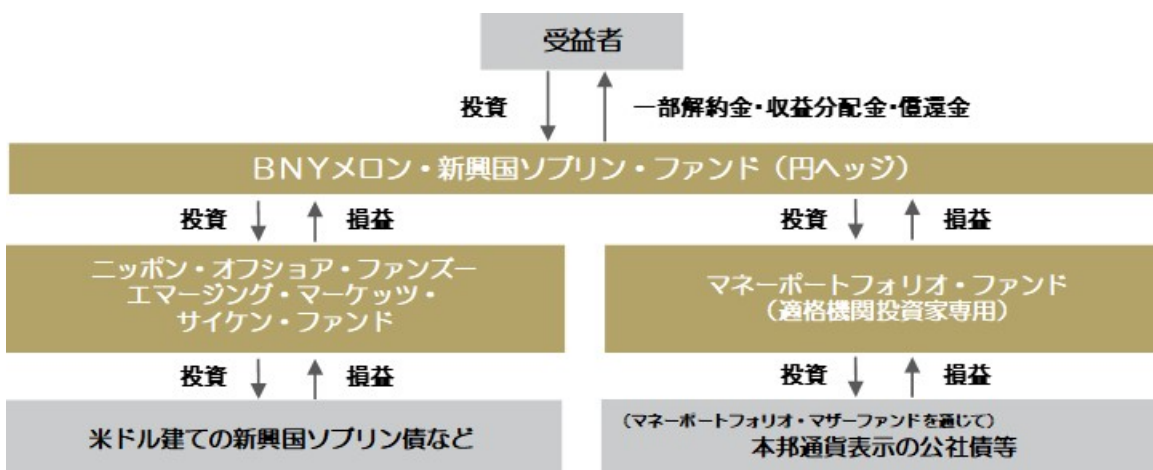 受益者
投資
一部解約金・収益分配金・償還金
BNYメロン・新興国ソブリン・ファンド（円ヘッジ）
投資 損益
投資 損益
ニッポン・オフショア・ファンズー
エマージング・マーケッツ・
サイケン・ファンド
マネーポートフォリオ・ファンド
（適格機関投資家専用）
投資 損益
投資 損益
米ドル建ての新興国ソブリン債など
（マネーポートフォリオ・マザーファンドを通じて）
本邦通貨表示の公社債等